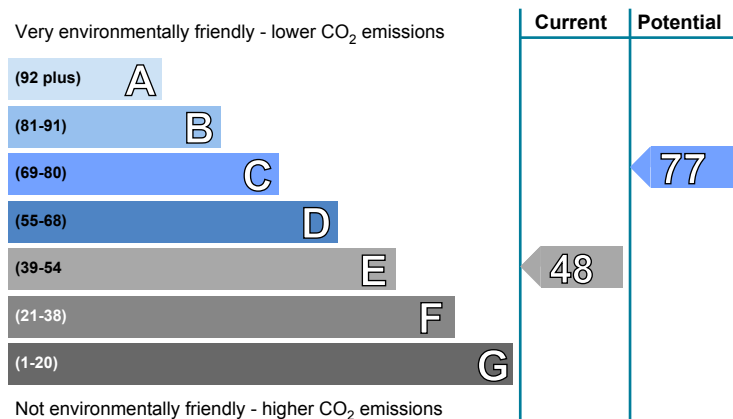 Current Potential
Very environmentally friendly - lower CO2 emissions
(92 plus) A
(81-91) B
(69-80) C
77
(55-68) D
(39-54 E
48
(21-38) F
(1-20) G
Not environmentally friendly - higher CO2 emissions